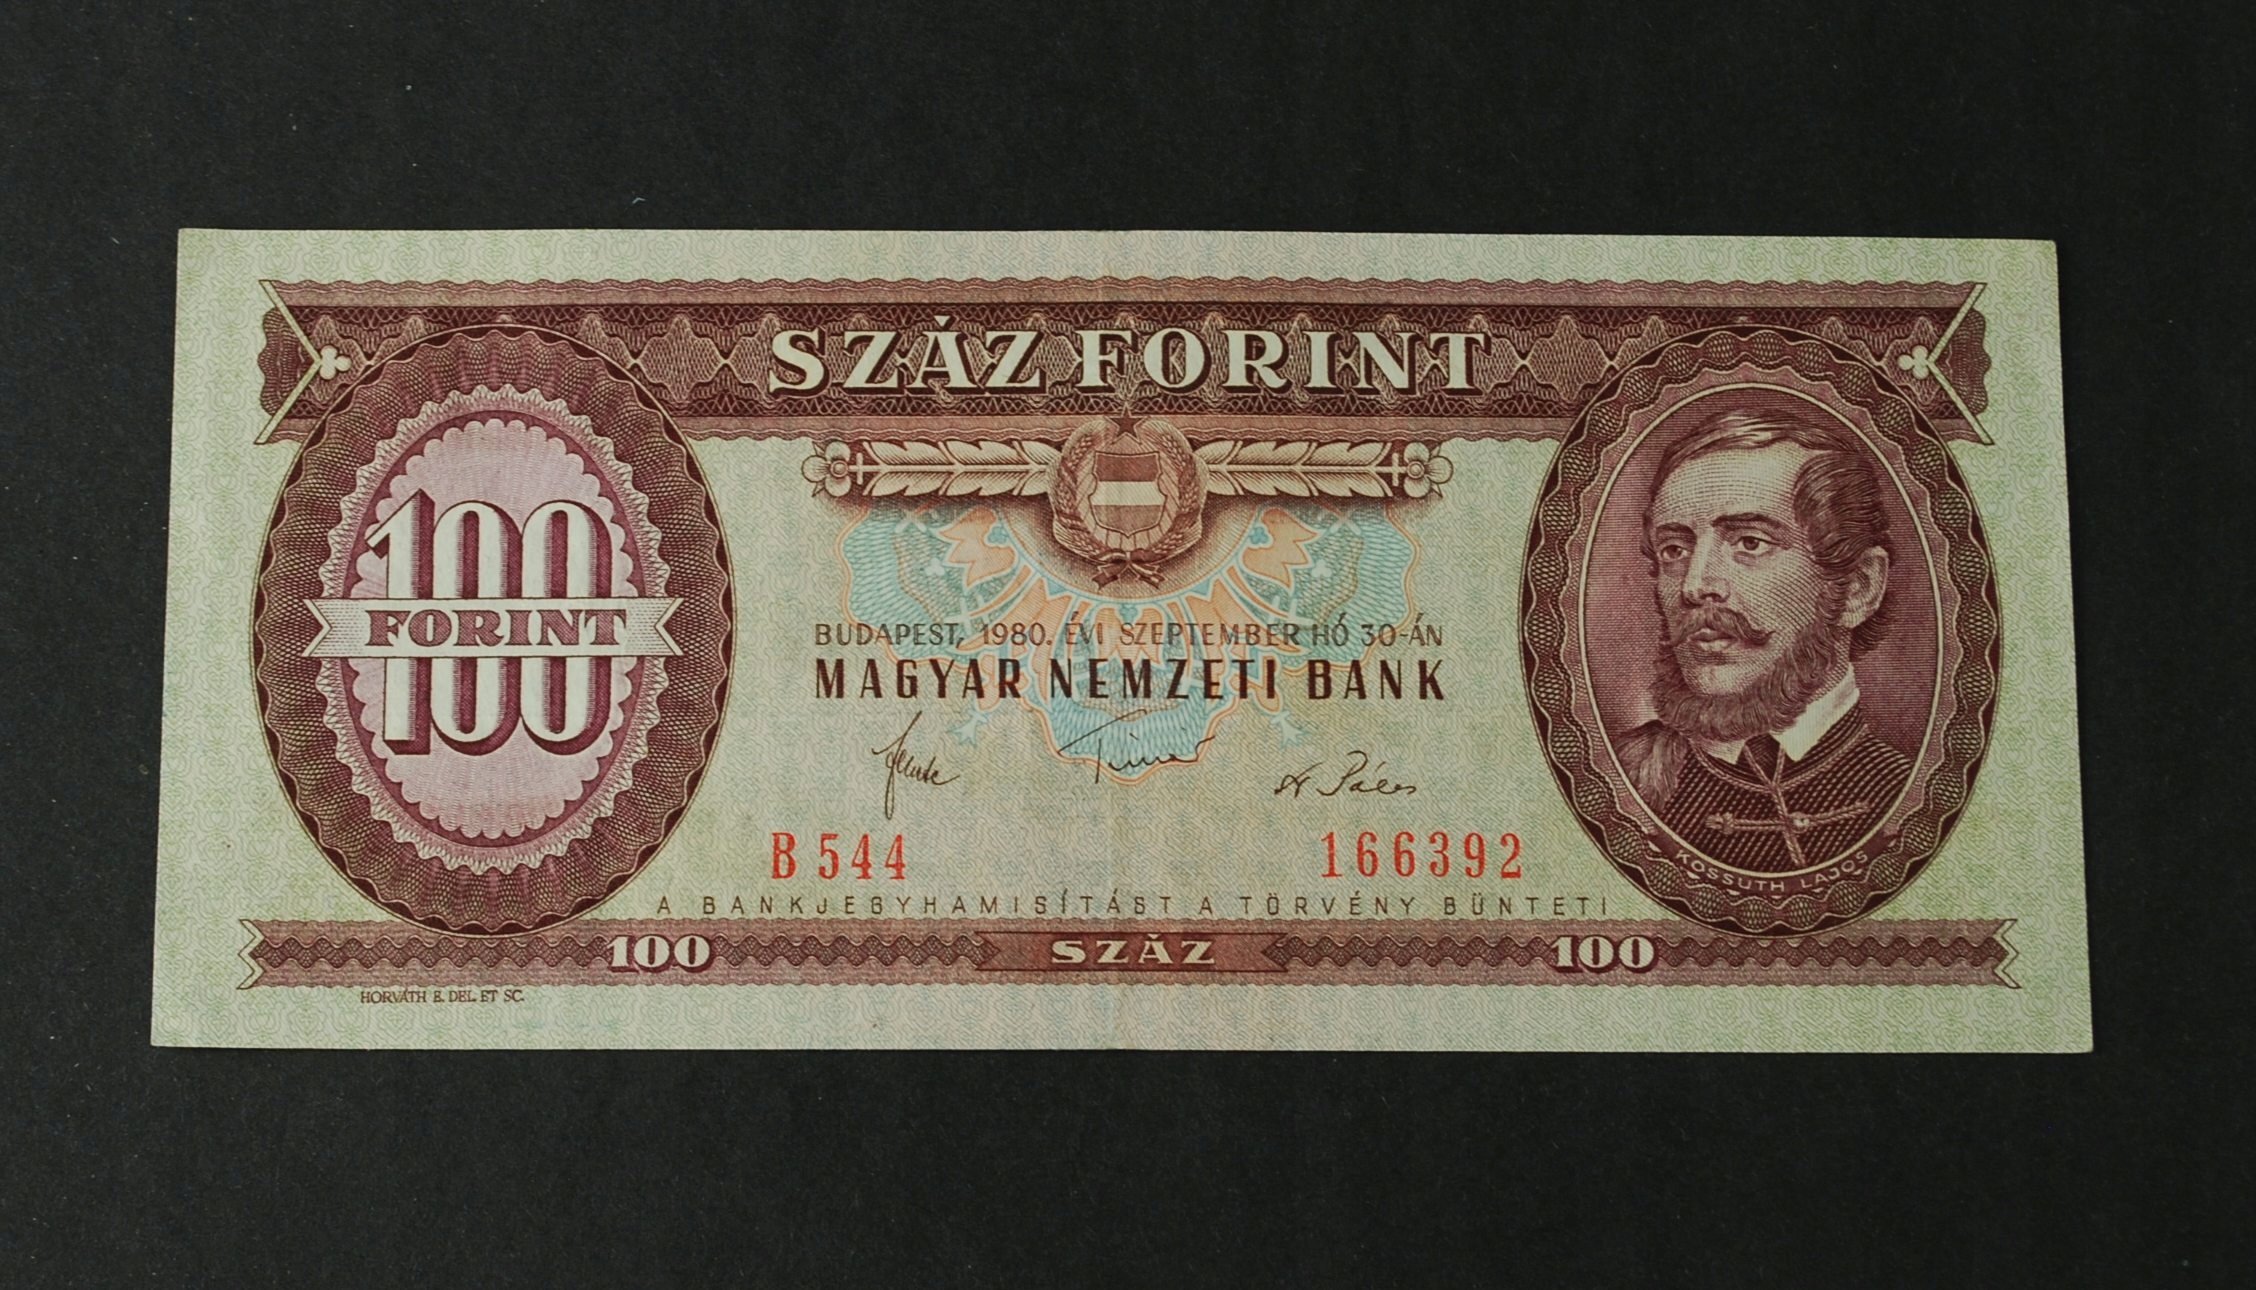 SZÁZ FORINT
100
FORINT
BUDAPEST, 1980. ÉVI SZEPTEMBER HÓ 30-ÁN
MAGYAR NEMZETI BANK
B 544
166392
KOSSUTH LAJOS
A BANKJEGYHAMISÍTÁST A TÖRVÉNY BÜNTETI
100
SZÁZ
100
HORVÁTH E. DEL. ET SC.